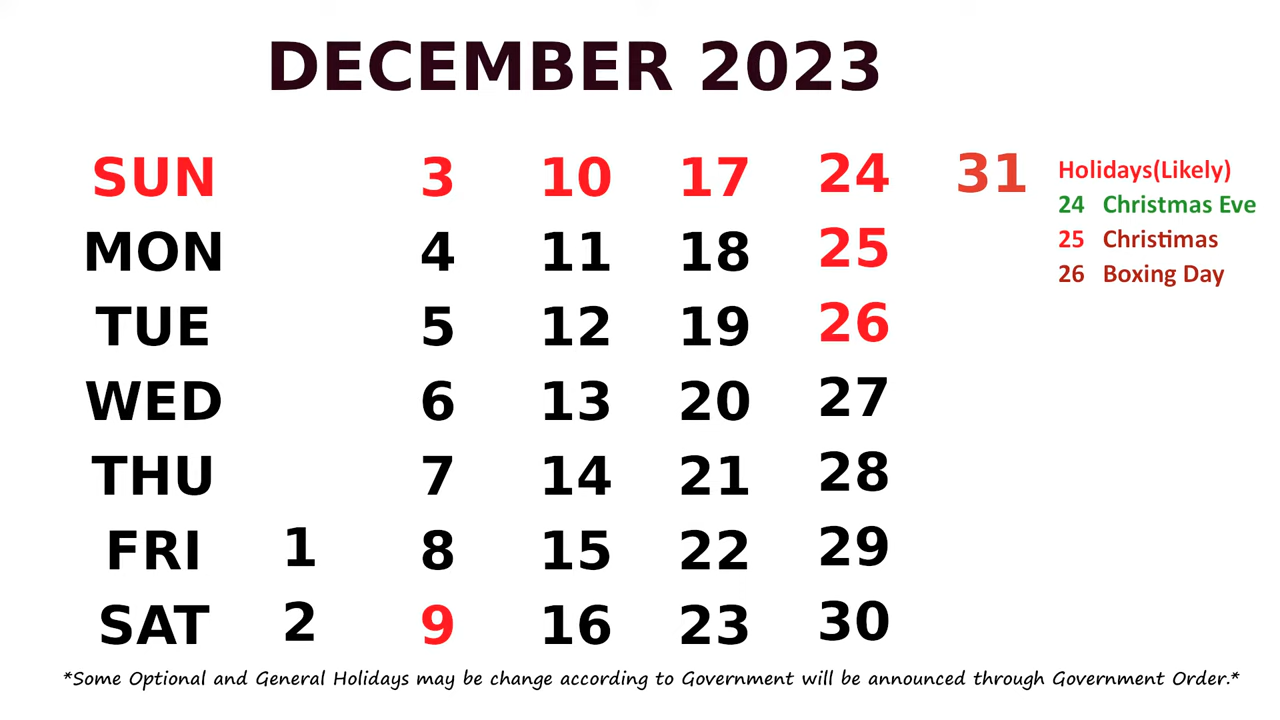 DECEMBER 2023
SUN 3 10 17 24 31
MON 4 11 18 25
TUE 5 12 19 26
WED 6 13 20 27
THU 7 14 21 28
FRI 1 8 15 22 29
SAT 2 9 16 23 30
Holidays(Likely)
24 Christmas Eve
25 Christimas
26 Boxing Day
*Some Optional and General Holidays may be change according to Government will be announced through Government Order.*